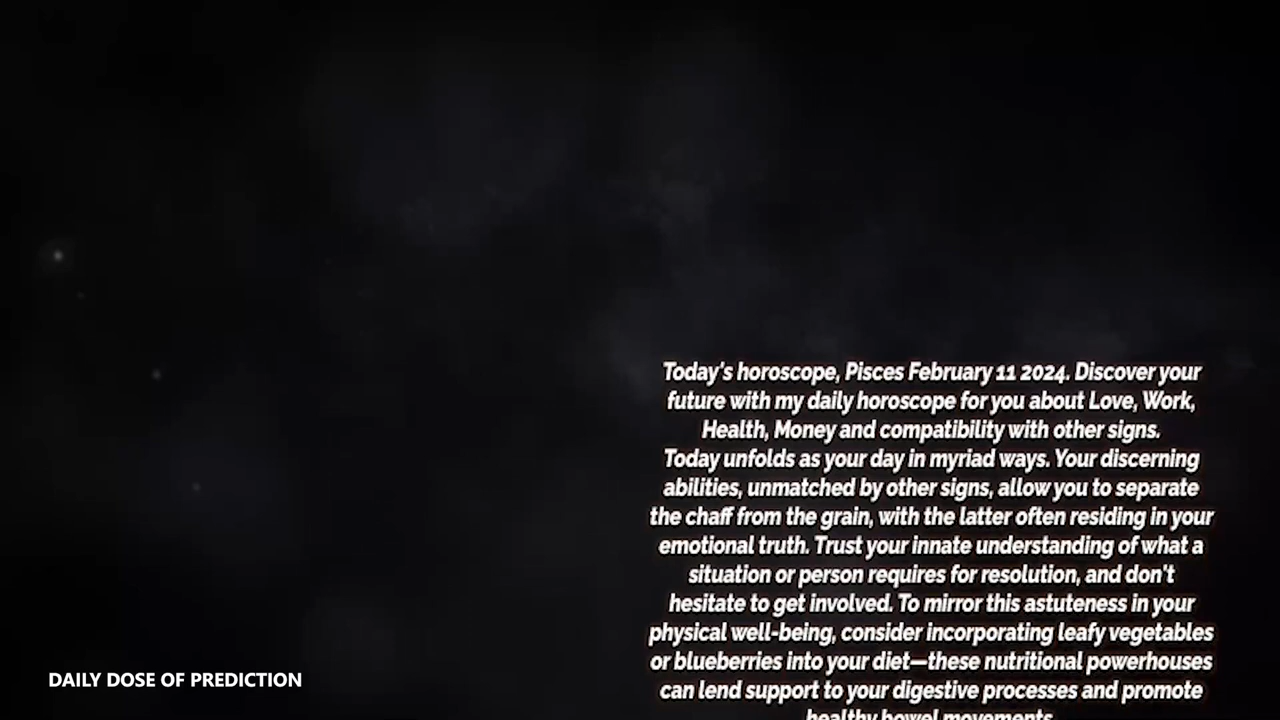 Today's horoscope, Pisces February 11 2024. Discover your
future with my daily horoscope for you about Love, Work,
Health, Money and compatibility with other signs.
Today unfolds as your day in myriad ways. Your discerning
abilities, unmatched by other signs, allow you to separate
the chaff from the grain, with the latter often residing in your
emotional truth. Trust your innate understanding of what a
situation or person requires for resolution, and don't
hesitate to get involved. To mirror this astuteness in your
physical well-being, consider incorporating leafy vegetables
or blueberries into your diet—these nutritional powerhouses
can lend support to your digestive processes and promote
healthy bowel movements.
DAILY DOSE OF PREDICTION